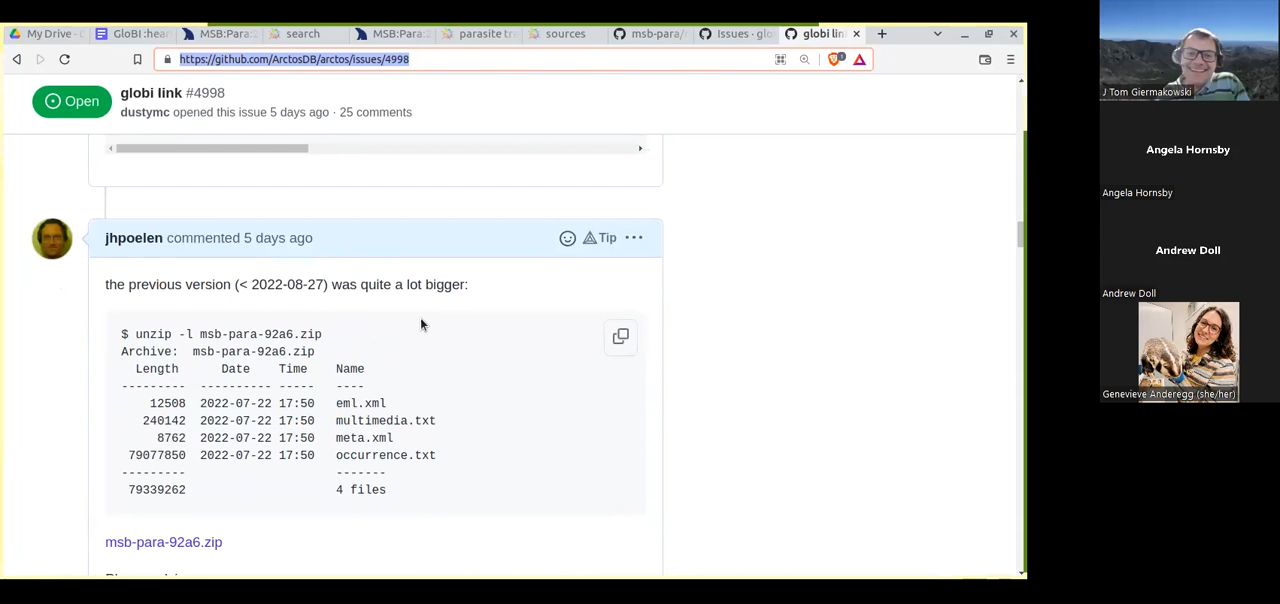 My Drive - G
GloBI :hear
MSB:Para:2
search
MSB:Para:2
parasite tr
sources
msb-para/
Issues · glo
globi lin
https://github.com/ArctosDB/arctos/issues/4998
1
Open
globi link #4998
dustymc opened this issue 5 days ago · 25 comments
jhpoelen commented 5 days ago
Tip
the previous version (< 2022-08-27) was quite a lot bigger:
$ unzip -l msb-para-92a6.zip
Archive:  msb-para-92a6.zip
Length      Date    Time    Name
---------  ---------- -----   ----
12508  2022-07-22 17:50   eml.xml
240142  2022-07-22 17:50   multimedia.txt
8762  2022-07-22 17:50   meta.xml
79077850  2022-07-22 17:50   occurrence.txt
---------                     -------
79339262                     4 files
msb-para-92a6.zip
J Tom Giermakowski
Angela Hornsby
Angela Hornsby
Andrew Doll
Andrew Doll
Genevieve Anderegg (she/her)